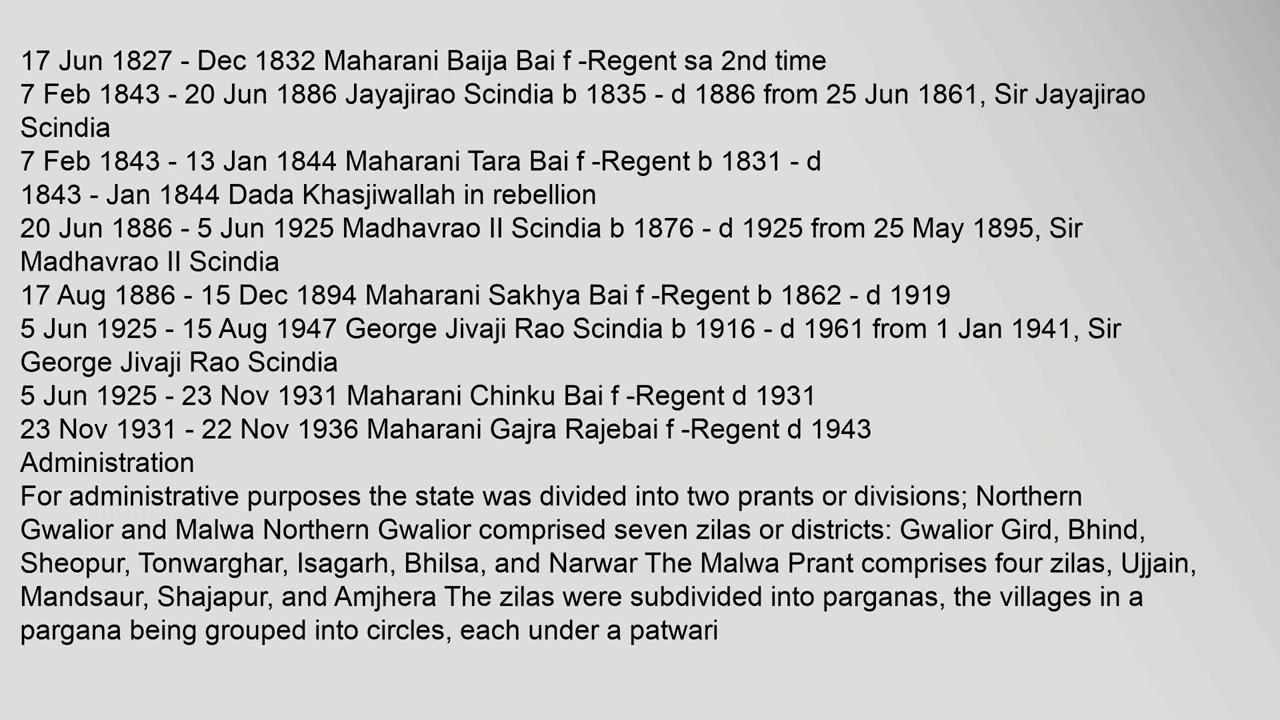 17 Jun 1827 - Dec 1832 Maharani Baija Bai f -Regent sa 2nd time
7 Feb 1843 - 20 Jun 1886 Jayajirao Scindia b 1835 - d 1886 from 25 Jun 1861, Sir Jayajirao
Scindia
7 Feb 1843 - 13 Jan 1844 Maharani Tara Bai f -Regent b 1831 - d
1843 - Jan 1844 Dada Khasjiwallah in rebellion
20 Jun 1886 - 5 Jun 1925 Madhavrao II Scindia b 1876 - d 1925 from 25 May 1895, Sir
Madhavrao II Scindia
17 Aug 1886 - 15 Dec 1894 Maharani Sakhya Bai f -Regent b 1862 - d 1919
5 Jun 1925 - 15 Aug 1947 George Jivaji Rao Scindia b 1916 - d 1961 from 1 Jan 1941, Sir
George Jivaji Rao Scindia
5 Jun 1925 - 23 Nov 1931 Maharani Chinku Bai f -Regent d 1931
23 Nov 1931 - 22 Nov 1936 Maharani Gajra Rajebai f -Regent d 1943
Administration
For administrative purposes the state was divided into two prants or divisions; Northern
Gwalior and Malwa Northern Gwalior comprised seven zilas or districts: Gwalior Gird, Bhind,
Sheopur, Tonwarghar, Isagarh, Bhilsa, and Narwar The Malwa Prant comprises four zilas, Ujjain,
Mandsaur, Shajapur, and Amjhera The zilas were subdivided into parganas, the villages in a
pargana being grouped into circles, each under a patwari